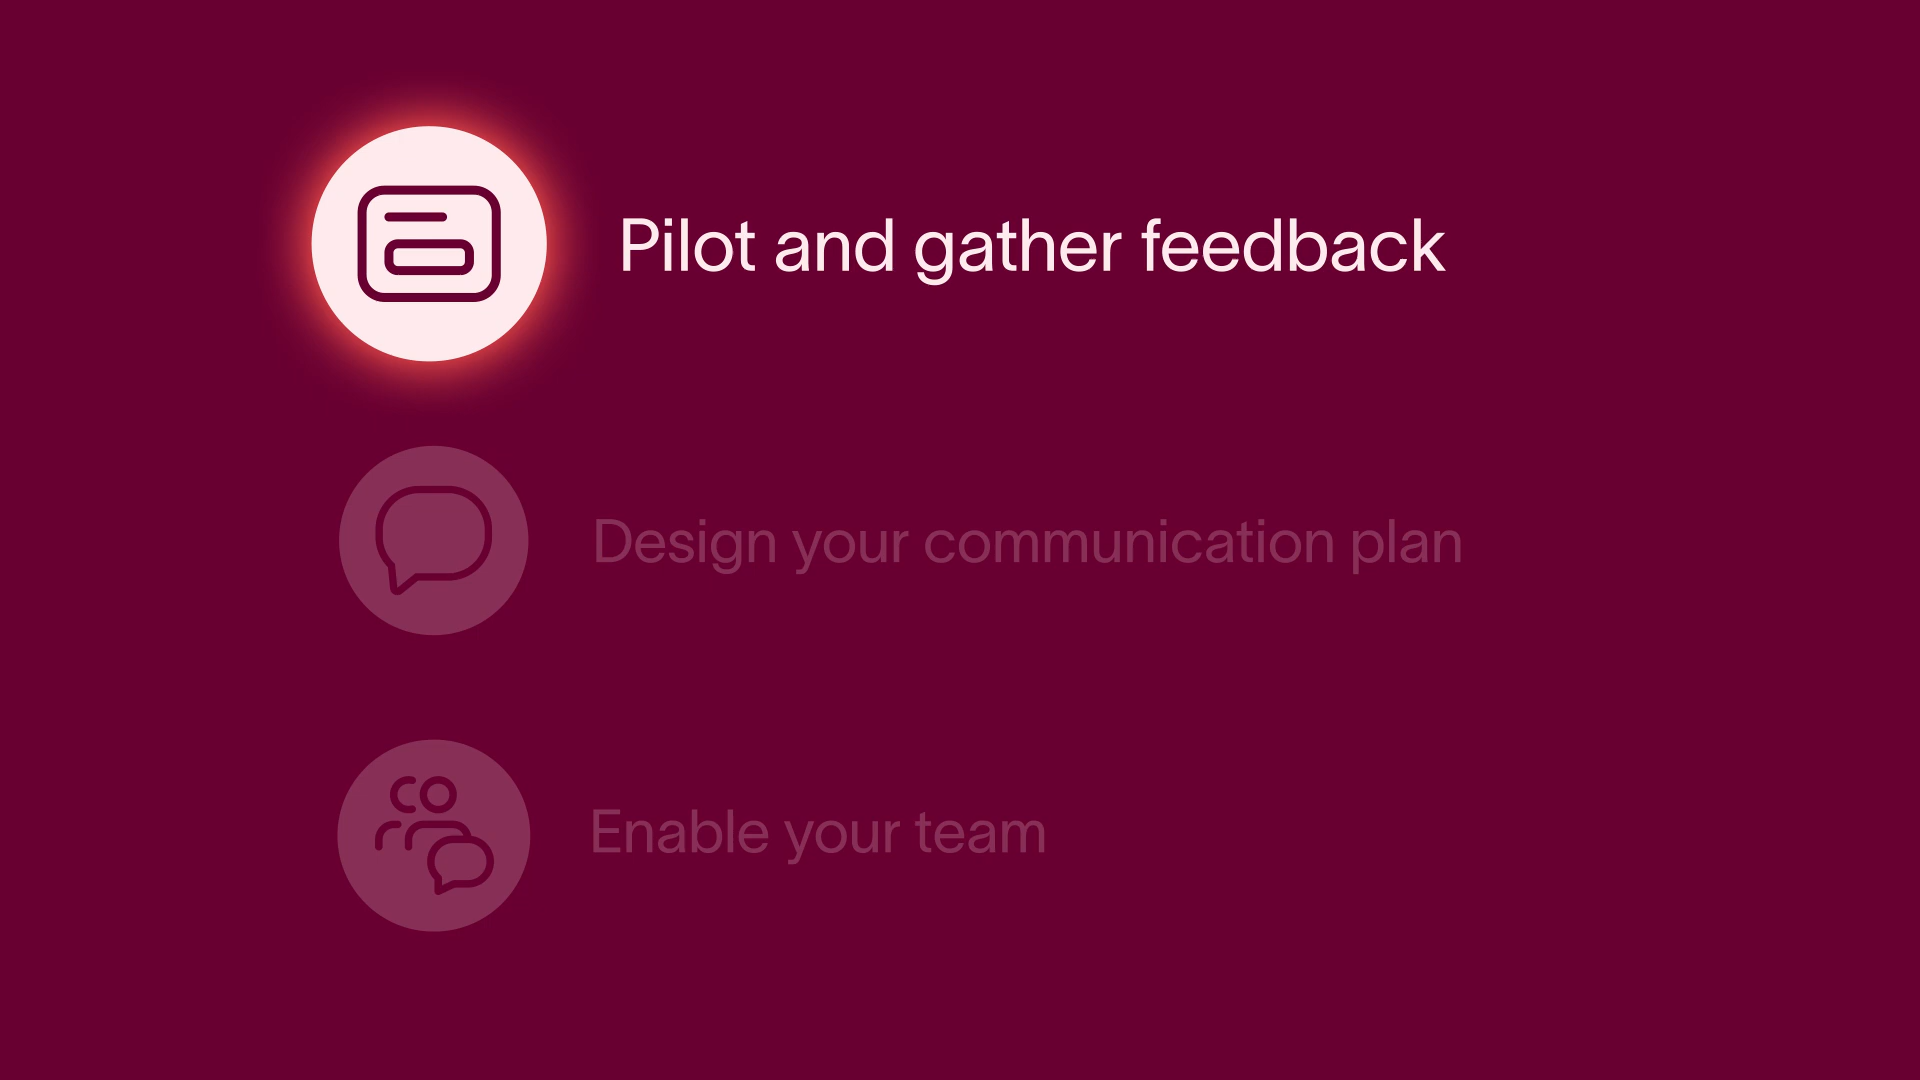 Pilot and gather feedback
Design your communication plan
Enable your team